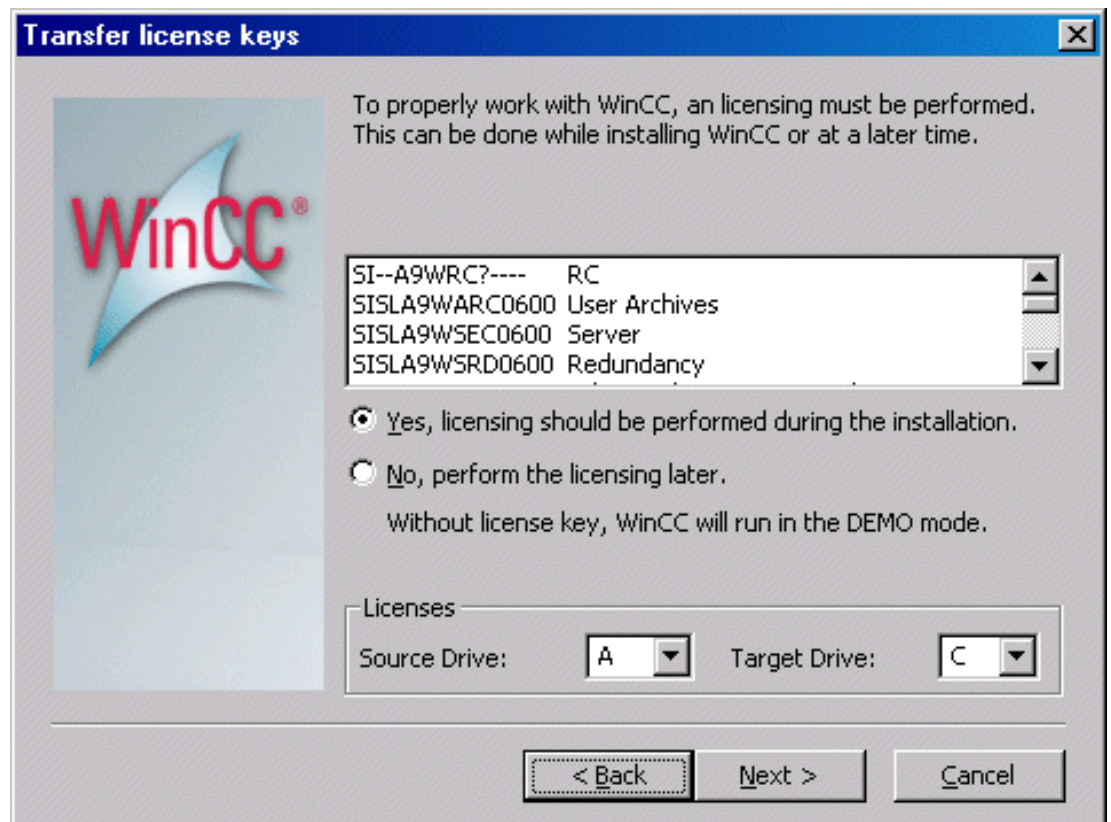 Transfer license keys
To properly work with WinCC, an licensing must be performed.
This can be done while installing WinCC or at a later time.
WinCC®
SI--A9WRC?---- RC
SISLA9WARC0600 User Archives
SISLA9WSEC0600 Server
SISLA9WSRD0600 Redundancy
Yes, licensing should be performed during the installation.
No, perform the licensing later.
Without license key, WinCC will run in the DEMO mode.
Licenses
Source Drive: A Target Drive: C
< Back Next > Cancel